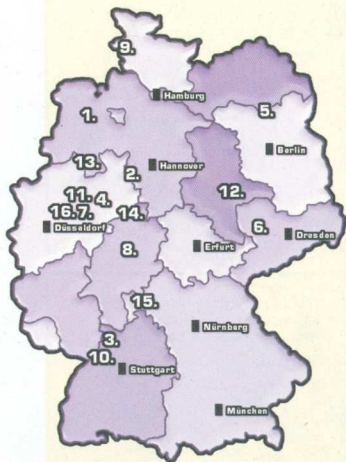 9.
Hamburg
1.
5.
Berlin
13.
2.
Hannover
11. 4.
12.
16. 7.
14.
Düsseldorf
6.
Dresden
8.
Erfurt
15.
Nürnberg
3.
10.
Stuttgart
München